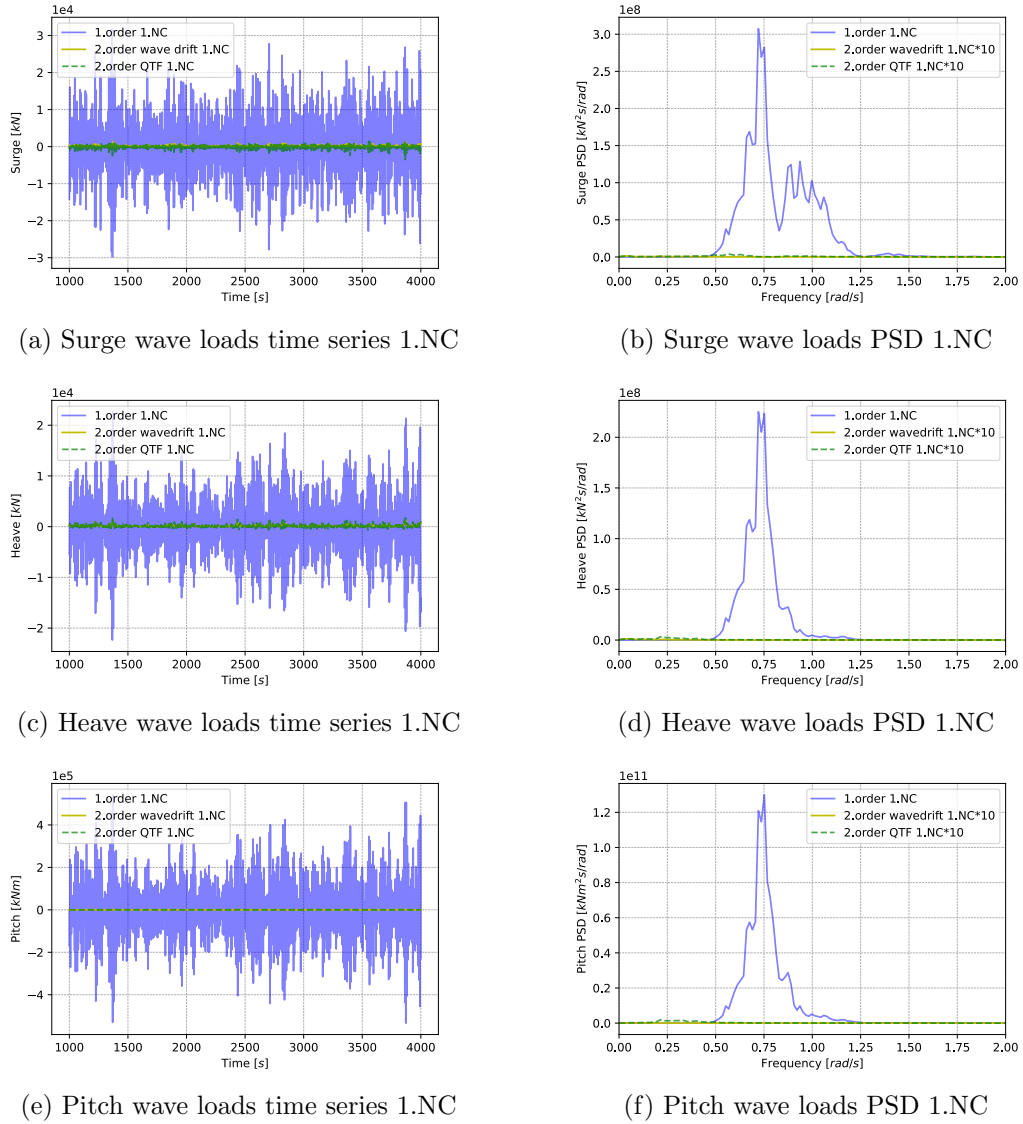 1e4
3
2
1
0
−1
−2
−3
Surge [kN]
1.order 1.NC
2.order wave drift 1.NC
2.order QTF 1.NC
1000 1500 2000 2500 3000 3500 4000
Time [s]
(a) Surge wave loads time series 1.NC
1e8
3.0
2.5
2.0
1.5
1.0
0.5
0.0
Surge PSD [kN²s/rad]
1.order 1.NC
2.order wavedrift 1.NC*10
2.order QTF 1.NC*10
0.00 0.25 0.50 0.75 1.00 1.25 1.50 1.75 2.00
Frequency [rad/s]
(b) Surge wave loads PSD 1.NC
1e4
2
1
0
−1
−2
Heave [kN]
1.order 1.NC
2.order wavedrift 1.NC
2.order QTF 1.NC
1000 1500 2000 2500 3000 3500 4000
Time [s]
(c) Heave wave loads time series 1.NC
1e8
2.0
1.5
1.0
0.5
0.0
Heave PSD [kN²s/rad]
1.order 1.NC
2.order wavedrift 1.NC*10
2.order QTF 1.NC*10
0.00 0.25 0.50 0.75 1.00 1.25 1.50 1.75 2.00
Frequency [rad/s]
(d) Heave wave loads PSD 1.NC
1e5
4
2
0
−2
−4
Pitch [kNm]
1.order 1.NC
2.order wavedrift 1.NC
2.order QTF 1.NC
1000 1500 2000 2500 3000 3500 4000
Time [s]
(e) Pitch wave loads time series 1.NC
1e11
1.2
0.9
0.6
0.3
0.0
Pitch PSD [kNm²s/rad]
1.order 1.NC
2.order wavedrift 1.NC*10
2.order QTF 1.NC*10
0.00 0.25 0.50 0.75 1.00 1.25 1.50 1.75 2.00
Frequency [rad/s]
(f) Pitch wave loads PSD 1.NC